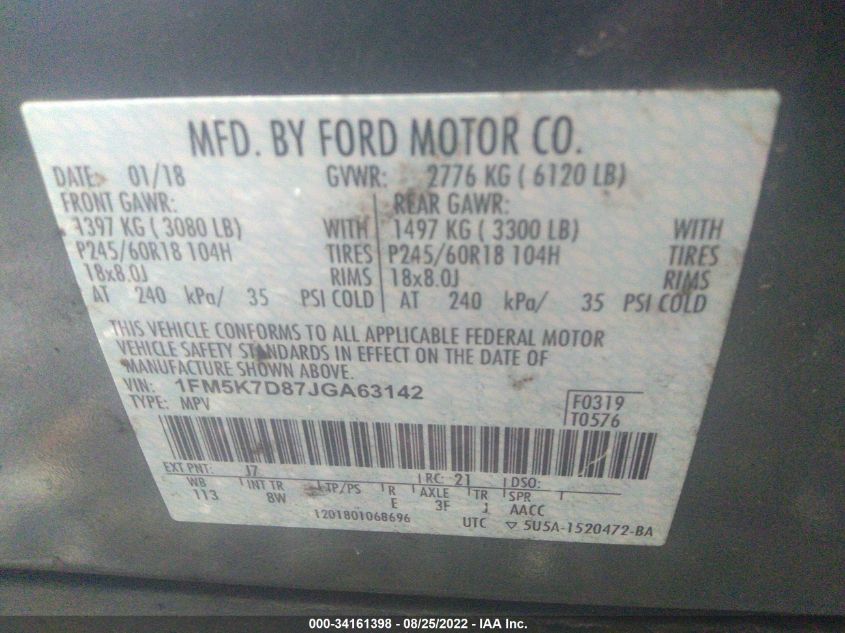 MFD. BY FORD MOTOR CO.
DATE: 01/18 GVWR: 2776 KG ( 6120 LB)
FRONT GAWR: REAR GAWR:
1397 KG ( 3080 LB) WITH 1497 KG ( 3300 LB) WITH
P245/60R18 104H TIRES P245/60R18 104H TIRES
18x8.0J RIMS 18x8.0J RIMS
AT 240 kPa/ 35 PSI COLD AT 240 kPa/ 35 PSI COLD
THIS VEHICLE CONFORMS TO ALL APPLICABLE FEDERAL MOTOR
VEHICLE SAFETY STANDARDS IN EFFECT ON THE DATE OF
MANUFACTURE SHOWN ABOVE.
VIN: 1FM5K7D87JGA63142
TYPE: MPV
F0319
T0576
EXT PNT: J7 RC: 21 DSO:
WB INT TR TP/PS R AXLE TR SPR
113 8W E 3F J AACC
1201801068696 UTC ▽ 5U5A-1520472-BA
000-34161398 - 08/25/2022 - IAA Inc.